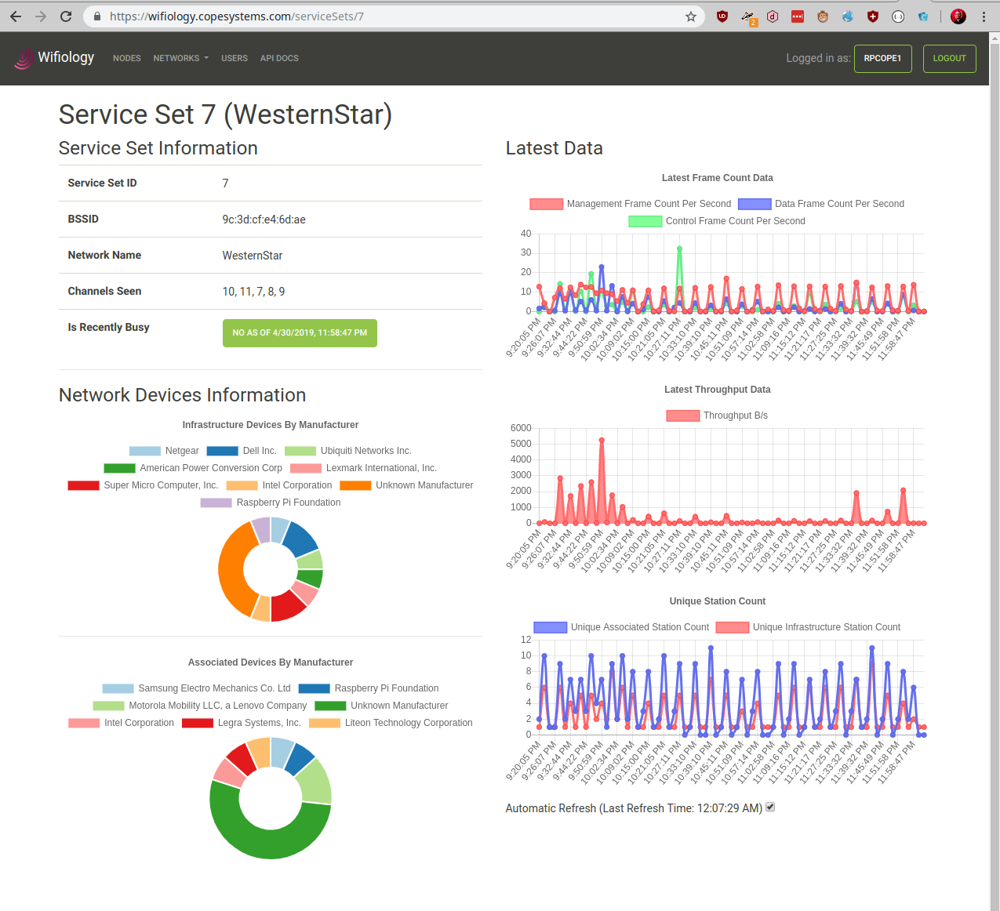 https://wifiology.copesystems.com/serviceSets/7
2
Wifiology NODES NETWORKS USERS API DOCS Logged in as: RPCOPE1 LOGOUT
Service Set 7 (WesternStar)
Service Set Information
Service Set ID 7
BSSID 9c:3d:cf:e4:6d:ae
Network Name WesternStar
Channels Seen 10, 11, 7, 8, 9
Is Recently Busy NO AS OF 4/30/2019, 11:58:47 PM
Network Devices Information
Infrastructure Devices By Manufacturer
Netgear Dell Inc. Ubiquiti Networks Inc.
American Power Conversion Corp Lexmark International, Inc.
Super Micro Computer, Inc. Intel Corporation Unknown Manufacturer
Raspberry Pi Foundation
Associated Devices By Manufacturer
Samsung Electro Mechanics Co. Ltd Raspberry Pi Foundation
Motorola Mobility LLC, a Lenovo Company Unknown Manufacturer
Intel Corporation Legra Systems, Inc. Liteon Technology Corporation
Latest Data
Latest Frame Count Data
Management Frame Count Per Second Data Frame Count Per Second
Control Frame Count Per Second
40
30
20
10
0
9:20:05 PM 9:26:07 PM 9:32:44 PM 9:44:22 PM 9:50:59 PM 10:02:34 PM 10:09:02 PM 10:15:00 PM 10:21:05 PM 10:27:11 PM 10:33:10 PM 10:39:10 PM 10:45:11 PM 10:51:09 PM 10:57:14 PM 11:02:58 PM 11:09:16 PM 11:15:12 PM 11:21:17 PM 11:27:25 PM 11:33:32 PM 11:39:32 PM 11:45:49 PM 11:51:58 PM 11:58:47 PM
Latest Throughput Data
Throughput B/s
6000
5000
4000
3000
2000
1000
0
9:20:05 PM 9:26:07 PM 9:32:44 PM 9:44:22 PM 9:50:59 PM 10:02:34 PM 10:09:02 PM 10:15:00 PM 10:21:05 PM 10:27:11 PM 10:33:10 PM 10:39:10 PM 10:45:11 PM 10:51:09 PM 10:57:14 PM 11:02:58 PM 11:09:16 PM 11:15:12 PM 11:21:17 PM 11:27:25 PM 11:33:32 PM 11:39:32 PM 11:45:49 PM 11:51:58 PM 11:58:47 PM
Unique Station Count
Unique Associated Station Count Unique Infrastructure Station Count
12
10
8
6
4
2
0
9:20:05 PM 9:26:07 PM 9:32:44 PM 9:44:22 PM 9:50:59 PM 10:02:34 PM 10:09:02 PM 10:15:00 PM 10:21:05 PM 10:27:11 PM 10:33:10 PM 10:39:10 PM 10:45:11 PM 10:51:09 PM 10:57:14 PM 11:02:58 PM 11:09:16 PM 11:15:12 PM 11:21:17 PM 11:27:25 PM 11:33:32 PM 11:39:32 PM 11:45:49 PM 11:51:58 PM 11:58:47 PM
Automatic Refresh (Last Refresh Time: 12:07:29 AM)